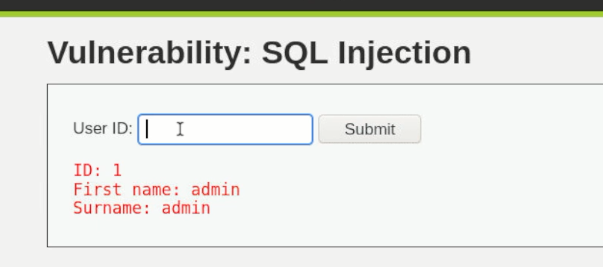 Vulnerability: SQL Injection
User ID: Submit
ID: 1
First name: admin
Surname: admin